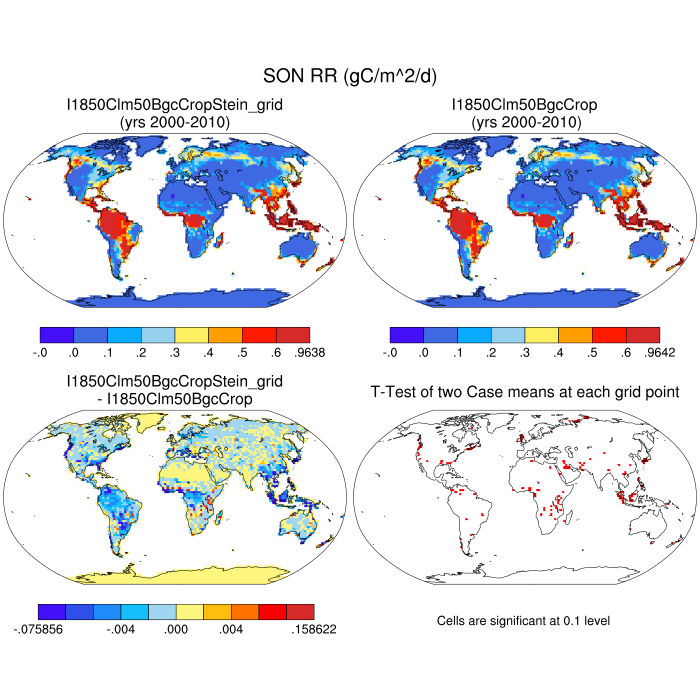 SON RR (gC/m^2/d)
I1850Clm50BgcCropStein_grid
(yrs 2000-2010)
I1850Clm50BgcCrop
(yrs 2000-2010)
-.0 .0 .1 .2 .3 .4 .5 .6 .9638
-.0 .0 .1 .2 .3 .4 .5 .6 .9642
I1850Clm50BgcCropStein_grid
- I1850Clm50BgcCrop
T-Test of two Case means at each grid point
-.075856 -.004 .000 .004 .158622
Cells are significant at 0.1 level